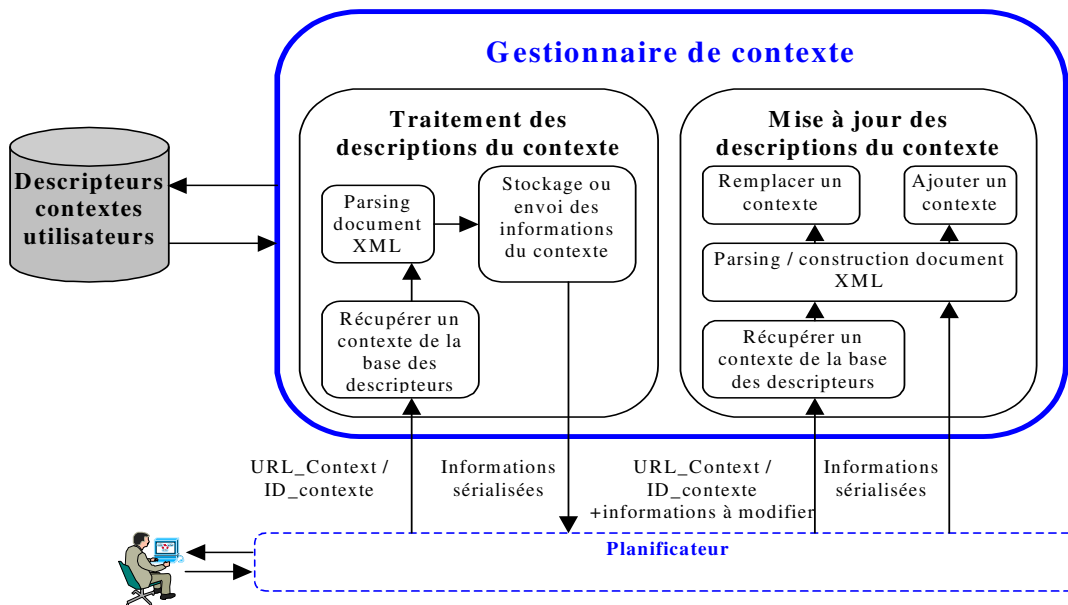 Gestionnaire de contexte
Traitement des
descriptions du contexte
Mise à jour des
descriptions du contexte
Descripteurs
contextes
utilisateurs
Parsing
document
XML
Stockage ou
envoi des
informations
du contexte
Récupérer un
contexte de la
base des
descripteurs
Remplacer un
contexte
Ajouter un
contexte
Parsing / construction document
XML
Récupérer un
contexte de la base
des descripteurs
URL_Context /
ID_contexte
Informations
sérialisées
URL_Context /
ID_contexte
+informations à modifier
Informations
sérialisées
Planificateur